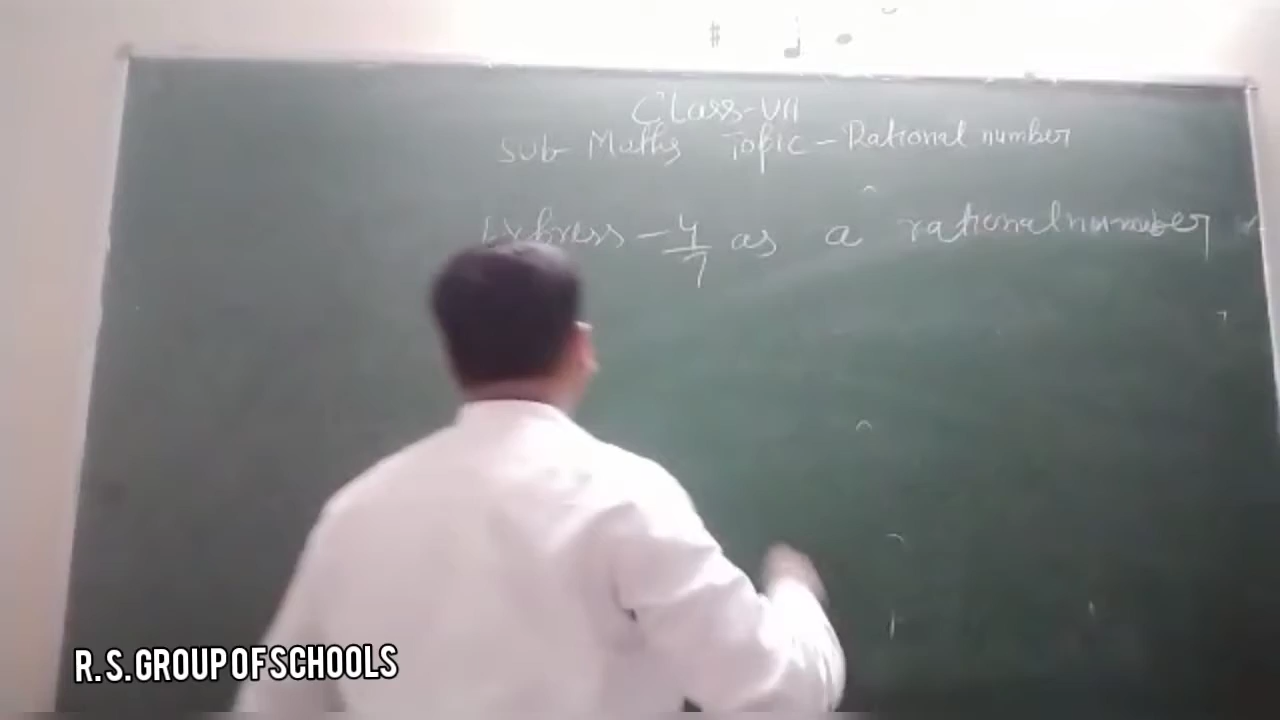 Class-VII
Sub- Maths Topic - Rational number
Express -4/7 as a rational number
R. S. GROUP OF SCHOOLS